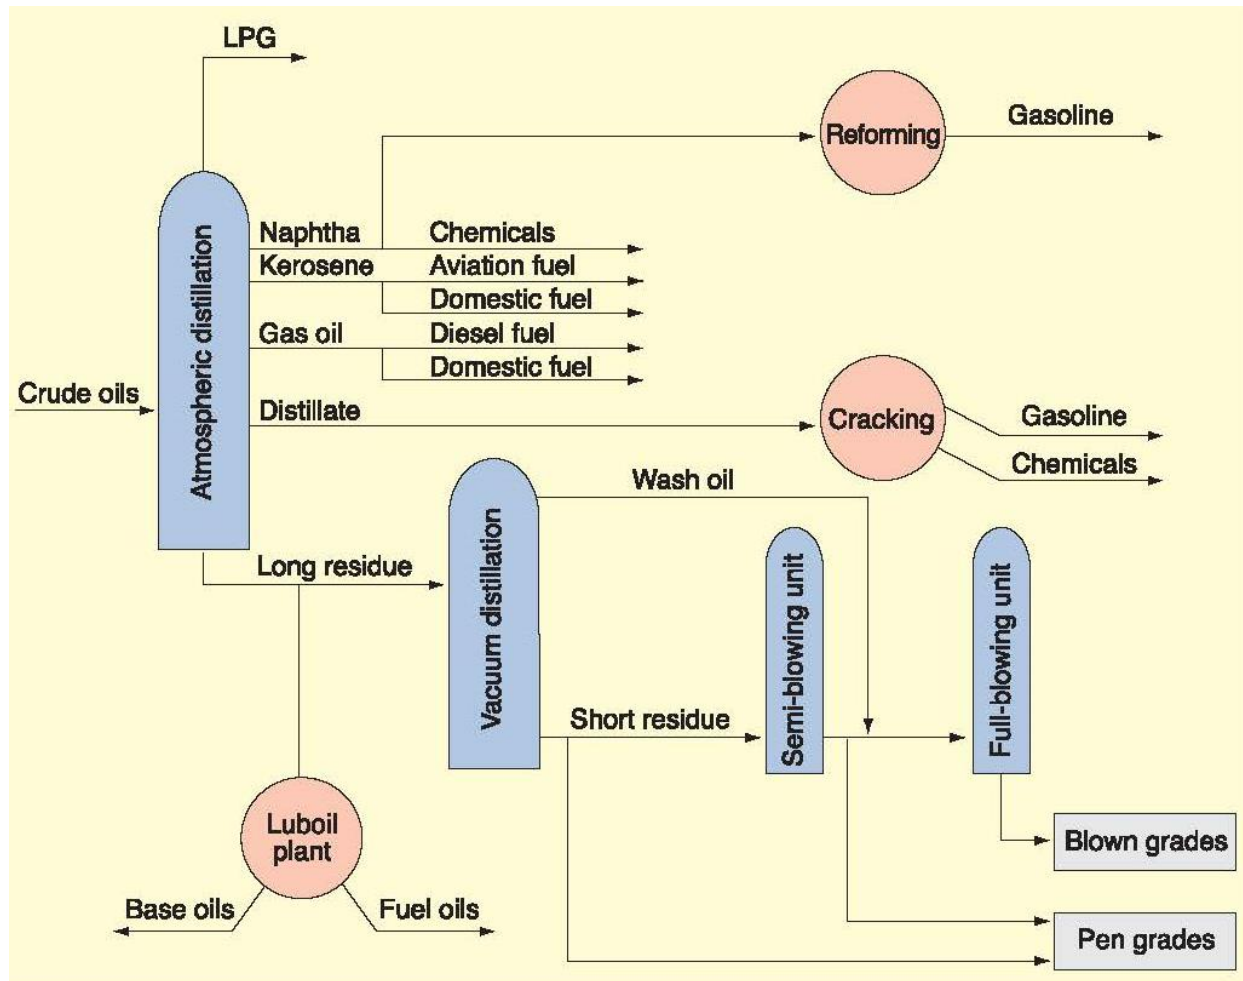 LPG
Reforming
Gasoline
Atmospheric distillation
Naphtha
Chemicals
Kerosene
Aviation fuel
Domestic fuel
Gas oil
Diesel fuel
Domestic fuel
Crude oils
Distillate
Cracking
Gasoline
Chemicals
Wash oil
Vacuum distillation
Long residue
Semi-blowing unit
Full-blowing unit
Short residue
Luboil
plant
Blown grades
Base oils
Fuel oils
Pen grades